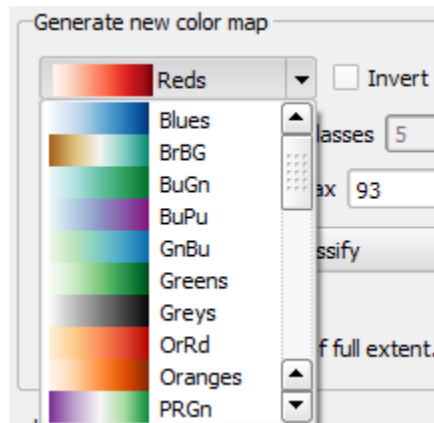 Generate new color map
Reds
Invert
Blues
BrBG
lasses 5
BuGn
BuPu
ax 93
GnBu
ssify
Greens
Greys
OrRd
f full extent.
Oranges
PRGn